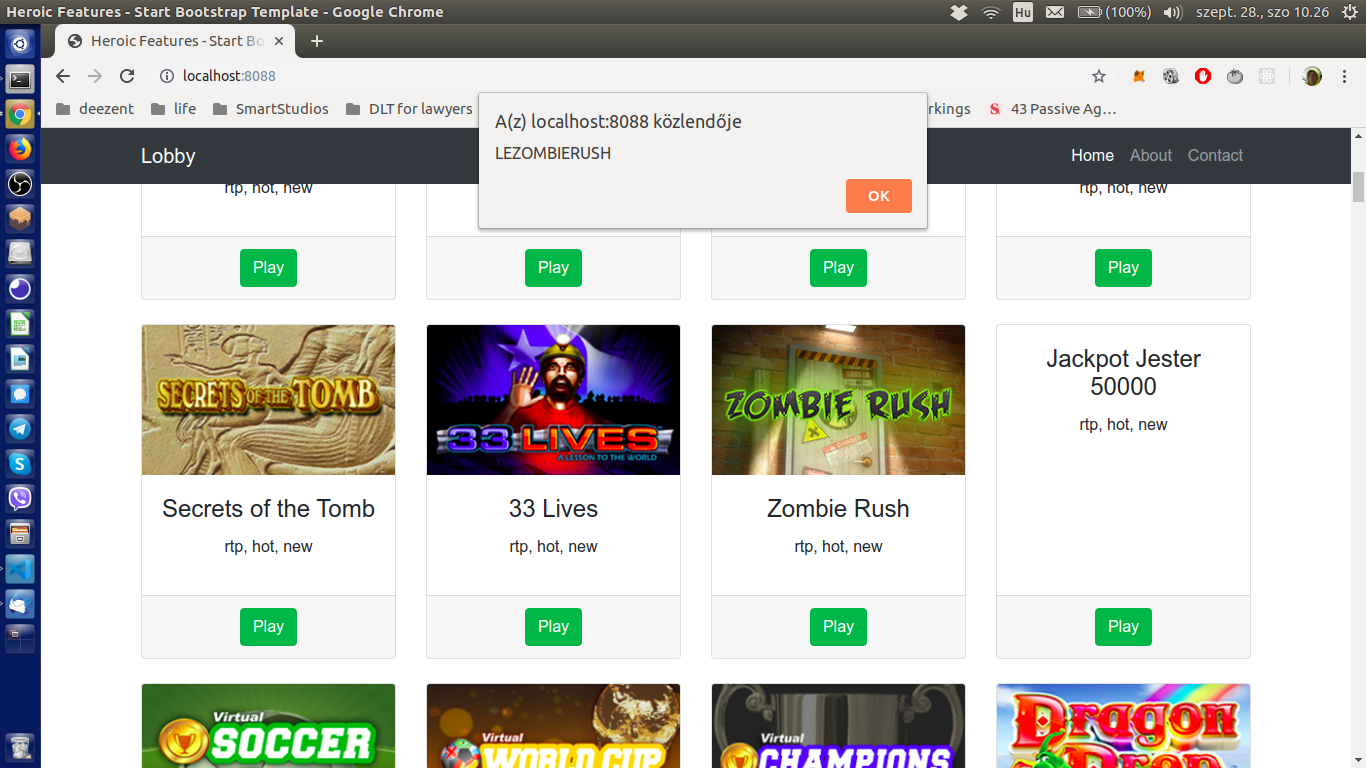 Heroic Features - Start Bootstrap Template - Google Chrome
Hu
(100%)
szept. 28., szo 10.26
Heroic Features - Start Bo
localhost:8088
deezent
life
SmartStudios
DLT for lawyers
rkings
43 Passive Ag…
A(z) localhost:8088 közlendője
LEZOMBIERUSH
OK
Lobby
Home
About
Contact
rtp, hot, new
rtp, hot, new
Play
Play
Play
Play
SECRETS OF THE TOMB
33 LIVES
A LESSON TO THE WORLD
ZOMBIE RUSH
Jackpot Jester
50000
rtp, hot, new
Secrets of the Tomb
rtp, hot, new
33 Lives
rtp, hot, new
Zombie Rush
rtp, hot, new
Play
Play
Play
Play
Virtual
SOCCER
Virtual
WORLD CUP
Virtual
CHAMPIONS
Dragon
Drop